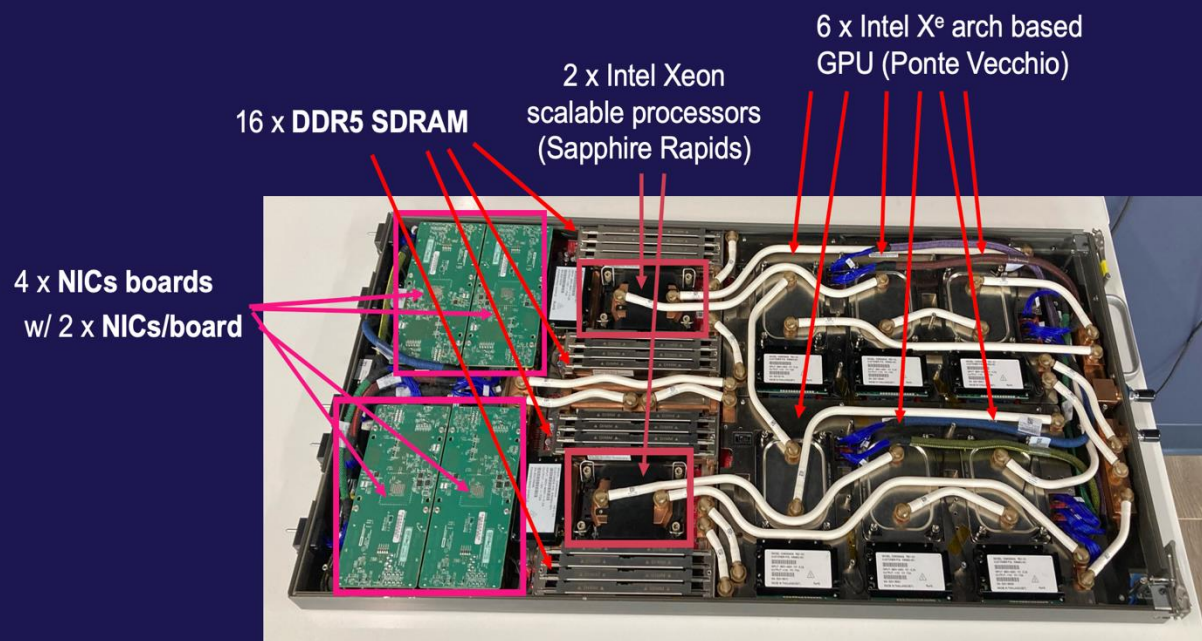 6 x Intel Xᵉ arch based
GPU (Ponte Vecchio)
2 x Intel Xeon
scalable processors
(Sapphire Rapids)
16 x DDR5 SDRAM
4 x NICs boards
w/ 2 x NICs/board